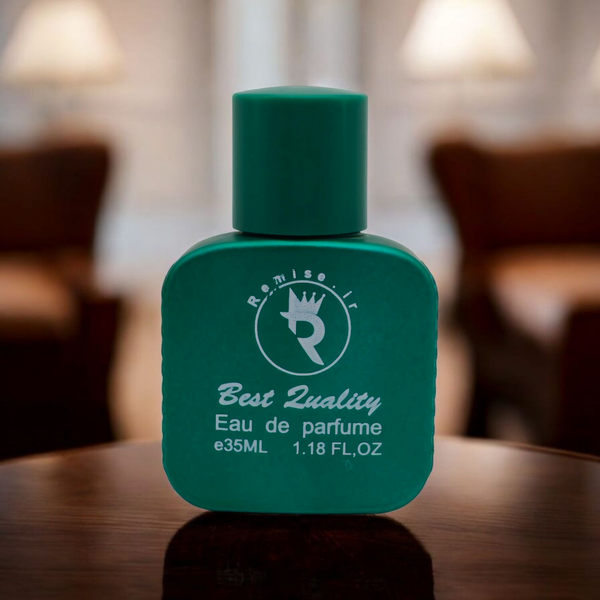 Remise.ir
R
Best Quality
Eau de parfume
e35ML 1.18 FL,OZ